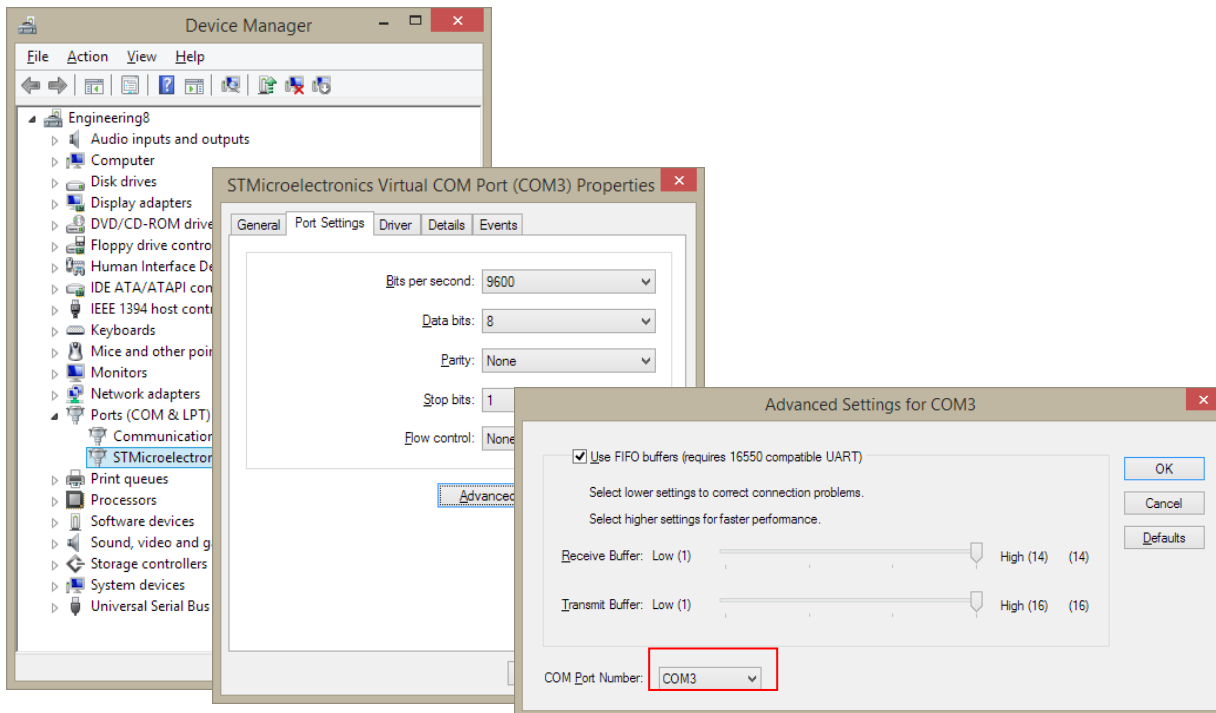 Device Manager
File Action View Help
Engineering8
Audio inputs and outputs
Computer
Disk drives
Display adapters
DVD/CD-ROM drive
Floppy drive contro
Human Interface De
IDE ATA/ATAPI con
IEEE 1394 host contr
Keyboards
Mice and other poin
Monitors
Network adapters
Ports (COM & LPT)
Communication
STMicroelectron
Print queues
Processors
Software devices
Sound, video and g
Storage controllers
System devices
Universal Serial Bus
STMicroelectronics Virtual COM Port (COM3) Properties
General Port Settings Driver Details Events
Bits per second: 9600
Data bits: 8
Parity: None
Stop bits: 1
Flow control: None
Advanced
Advanced Settings for COM3
Use FIFO buffers (requires 16550 compatible UART)
Select lower settings to correct connection problems.
Select higher settings for faster performance.
Receive Buffer: Low (1) High (14) (14)
Transmit Buffer: Low (1) High (16) (16)
COM Port Number: COM3
OK
Cancel
Defaults